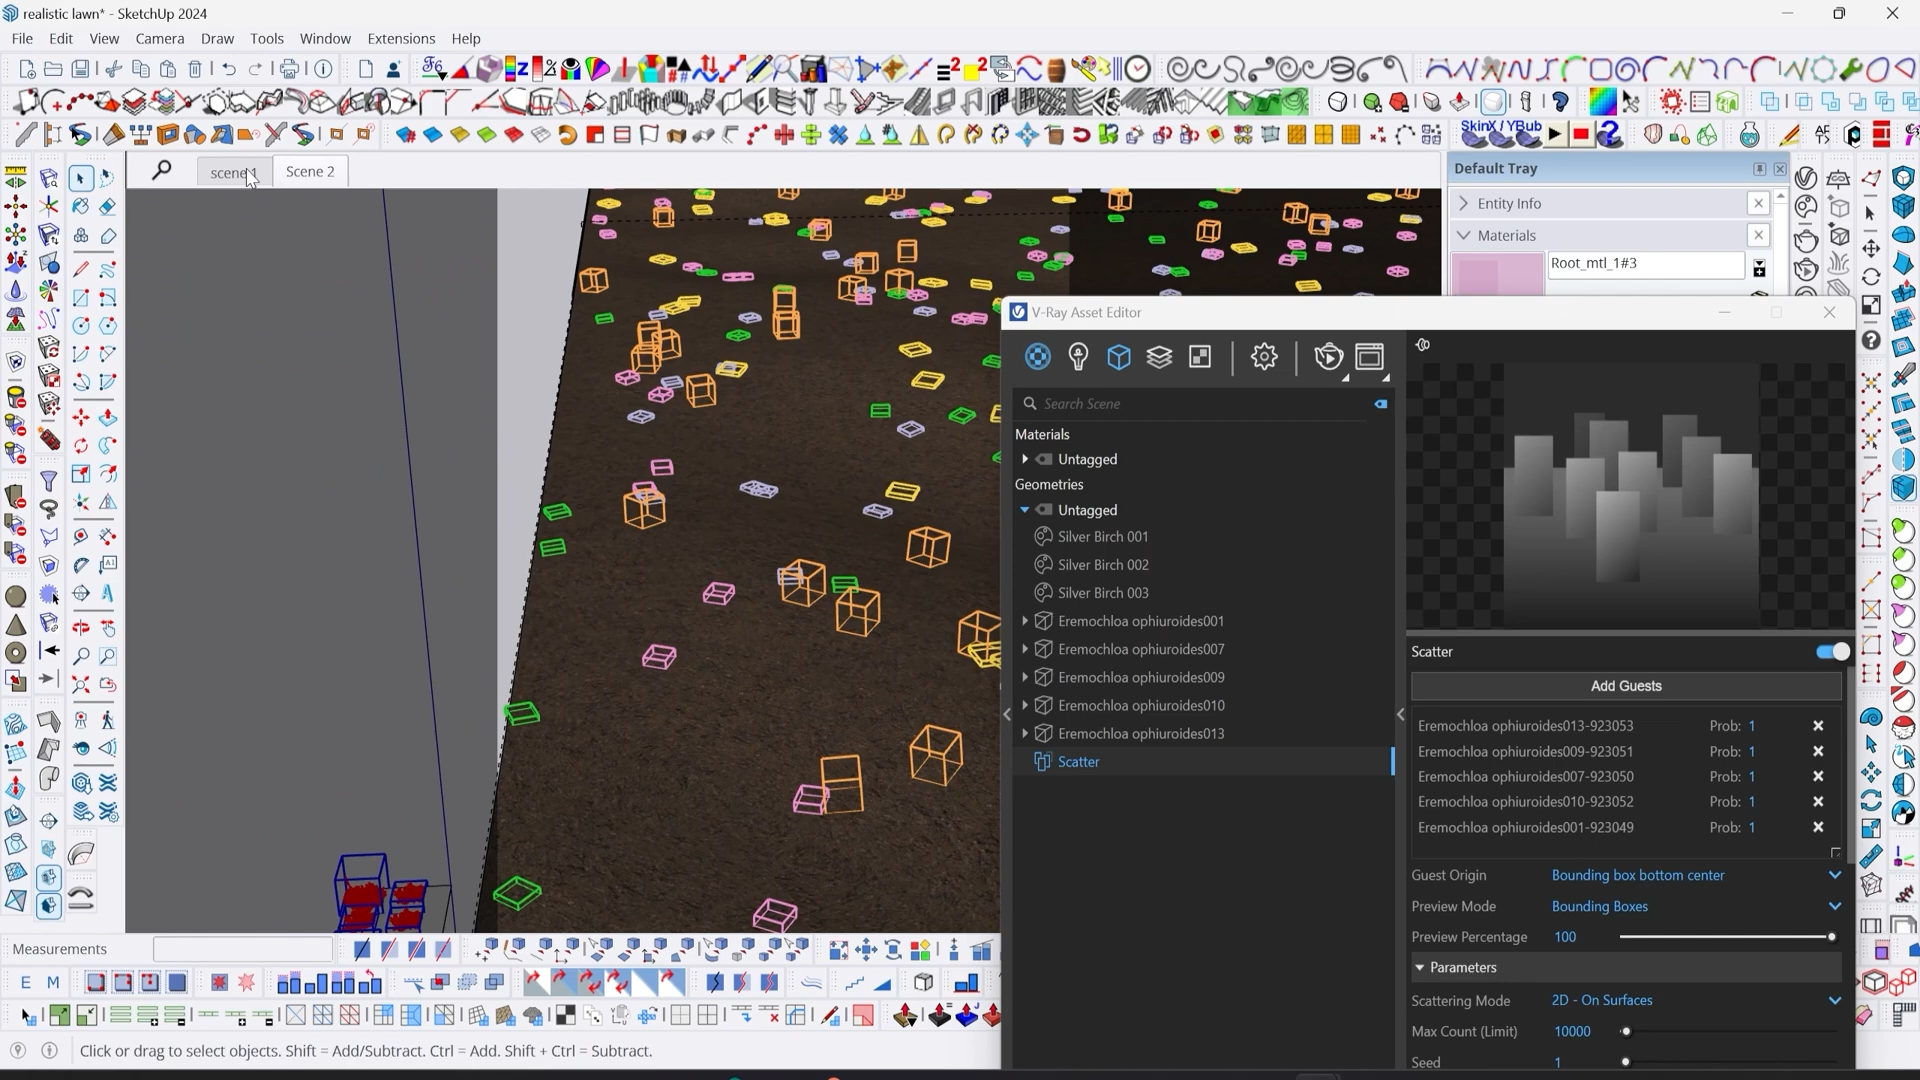 realistic lawn* - SketchUp 2024
File Edit View Camera Draw Tools Window Extensions Help
SkinX / YBub
scene 1
Scene 2
Default Tray
Entity Info
Materials
Root_mtl_1#3
V-Ray Asset Editor
Search Scene
Materials
Untagged
Geometries
Untagged
Silver Birch 001
Silver Birch 002
Silver Birch 003
Eremochloa ophiuroides001
Eremochloa ophiuroides007
Eremochloa ophiuroides009
Eremochloa ophiuroides010
Eremochloa ophiuroides013
Scatter
Scatter
Add Guests
Eremochloa ophiuroides013-923053 Prob: 1
Eremochloa ophiuroides009-923051 Prob: 1
Eremochloa ophiuroides007-923050 Prob: 1
Eremochloa ophiuroides010-923052 Prob: 1
Eremochloa ophiuroides001-923049 Prob: 1
Guest Origin Bounding box bottom center
Preview Mode Bounding Boxes
Preview Percentage 100
Parameters
Scattering Mode 2D - On Surfaces
Max Count (Limit) 10000
Seed 1
Measurements
E M
Click or drag to select objects. Shift = Add/Subtract. Ctrl = Add. Shift + Ctrl = Subtract.